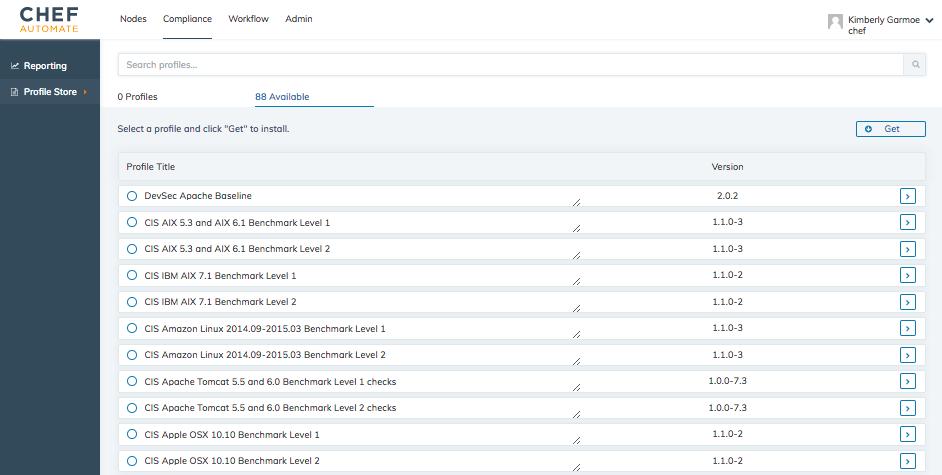 CHEF
AUTOMATE
Nodes Compliance Workflow Admin
Kimberly Garmoe
chef
Reporting
Profile Store
Search profiles...
0 Profiles 88 Available
Select a profile and click "Get" to install.
Get
Profile Title Version
DevSec Apache Baseline 2.0.2
CIS AIX 5.3 and AIX 6.1 Benchmark Level 1 1.1.0-3
CIS AIX 5.3 and AIX 6.1 Benchmark Level 2 1.1.0-3
CIS IBM AIX 7.1 Benchmark Level 1 1.1.0-2
CIS IBM AIX 7.1 Benchmark Level 2 1.1.0-2
CIS Amazon Linux 2014.09-2015.03 Benchmark Level 1 1.1.0-3
CIS Amazon Linux 2014.09-2015.03 Benchmark Level 2 1.1.0-3
CIS Apache Tomcat 5.5 and 6.0 Benchmark Level 1 checks 1.0.0-7.3
CIS Apache Tomcat 5.5 and 6.0 Benchmark Level 2 checks 1.0.0-7.3
CIS Apple OSX 10.10 Benchmark Level 1 1.1.0-2
CIS Apple OSX 10.10 Benchmark Level 2 1.1.0-2